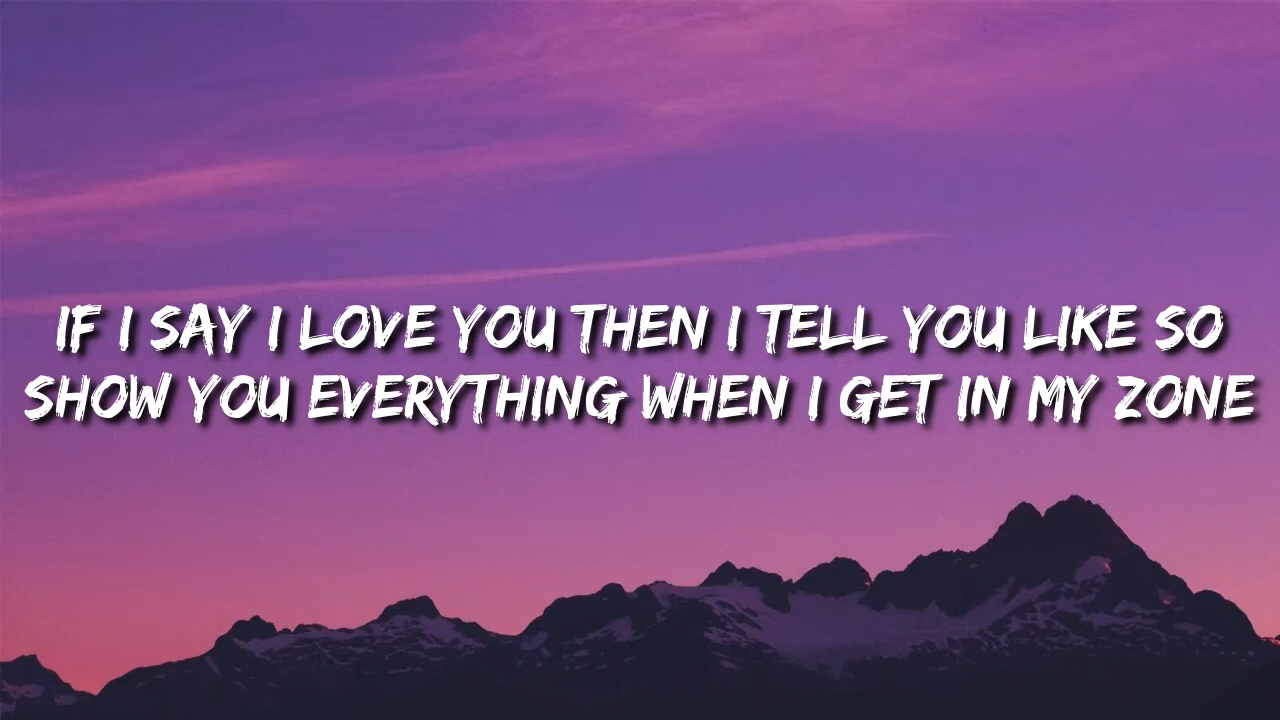 IF I SAY I LOVE YOU THEN I TELL YOU LIKE SO
SHOW YOU EVERYTHING WHEN I GET IN MY ZONE